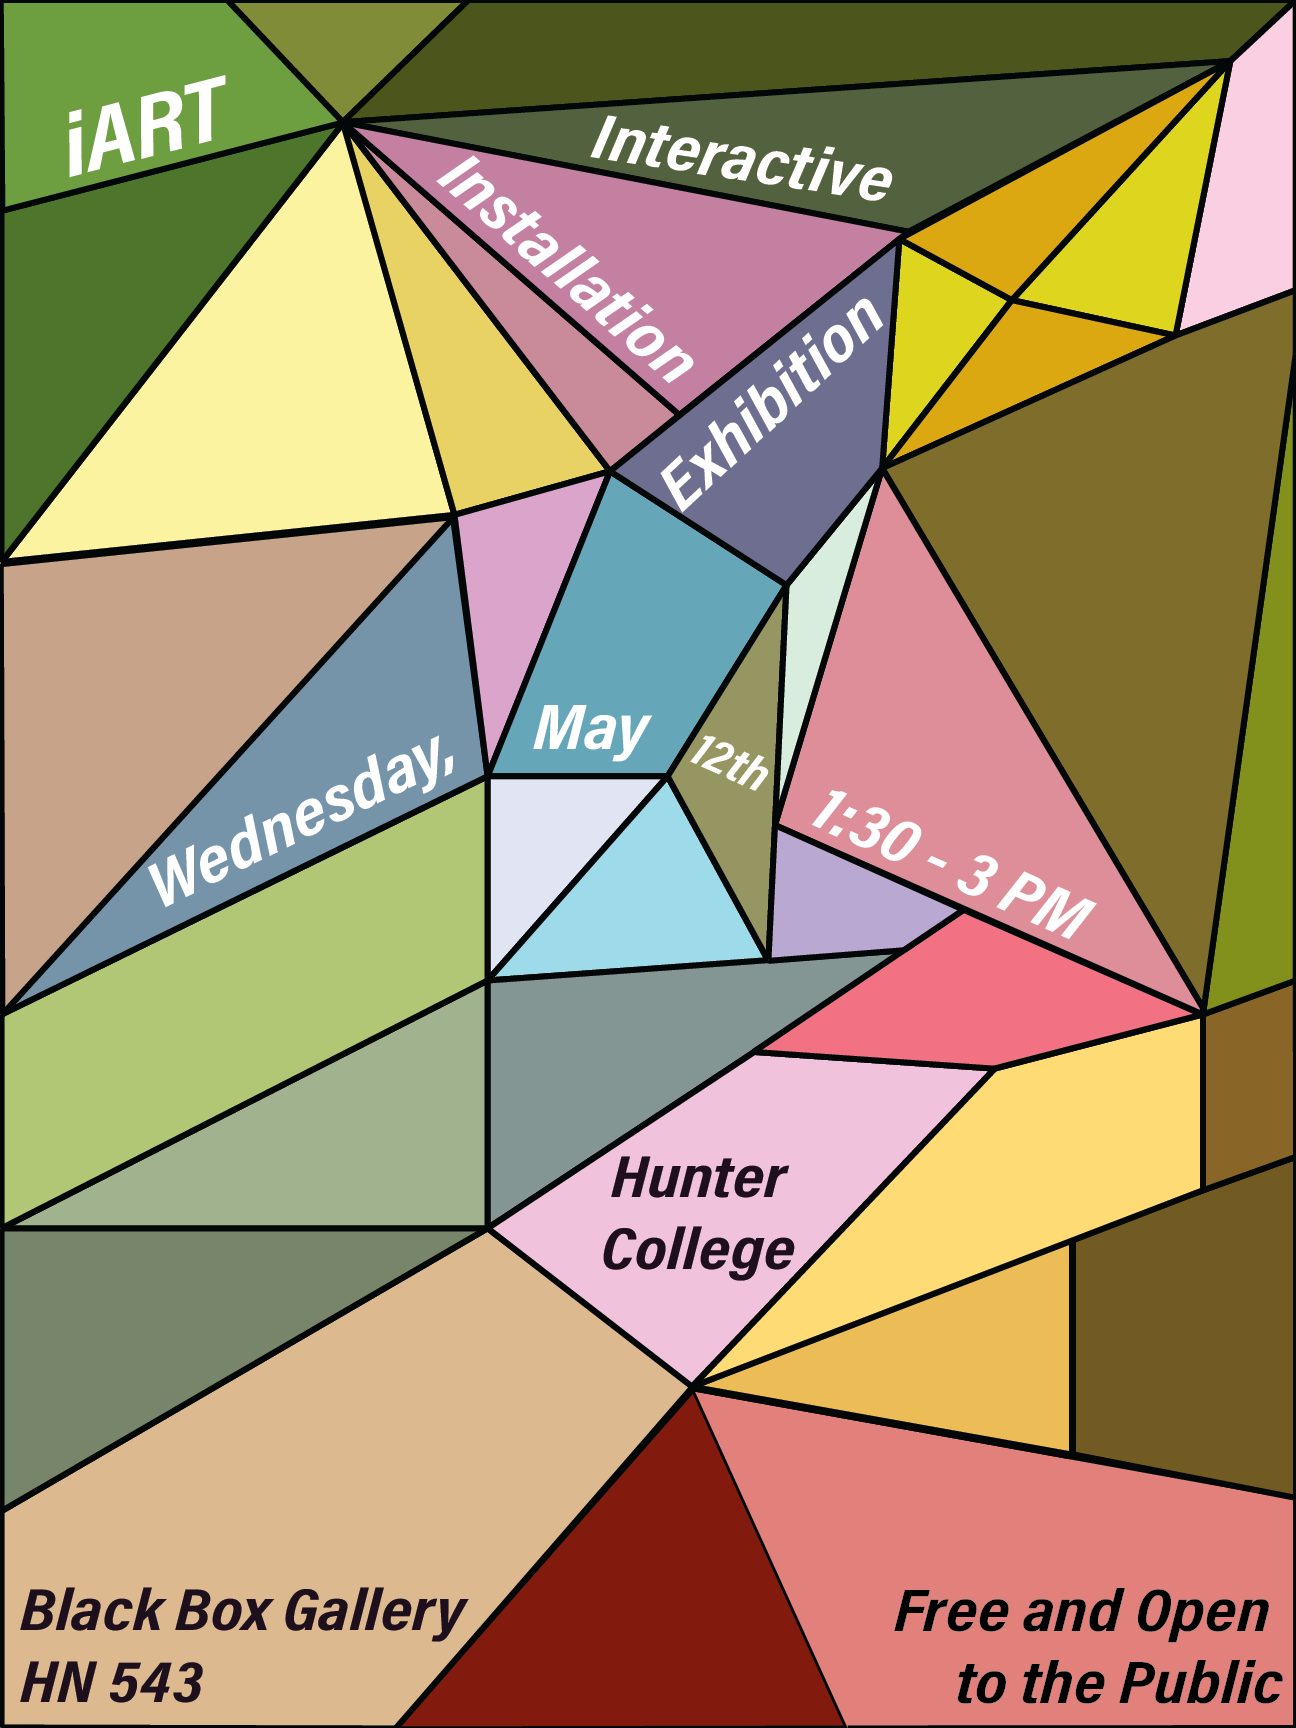 iART
Interactive
Installation
Exhibition
Wednesday,
May
12th
1:30 - 3 PM
Hunter
College
Black Box Gallery
HN 543
Free and Open
to the Public